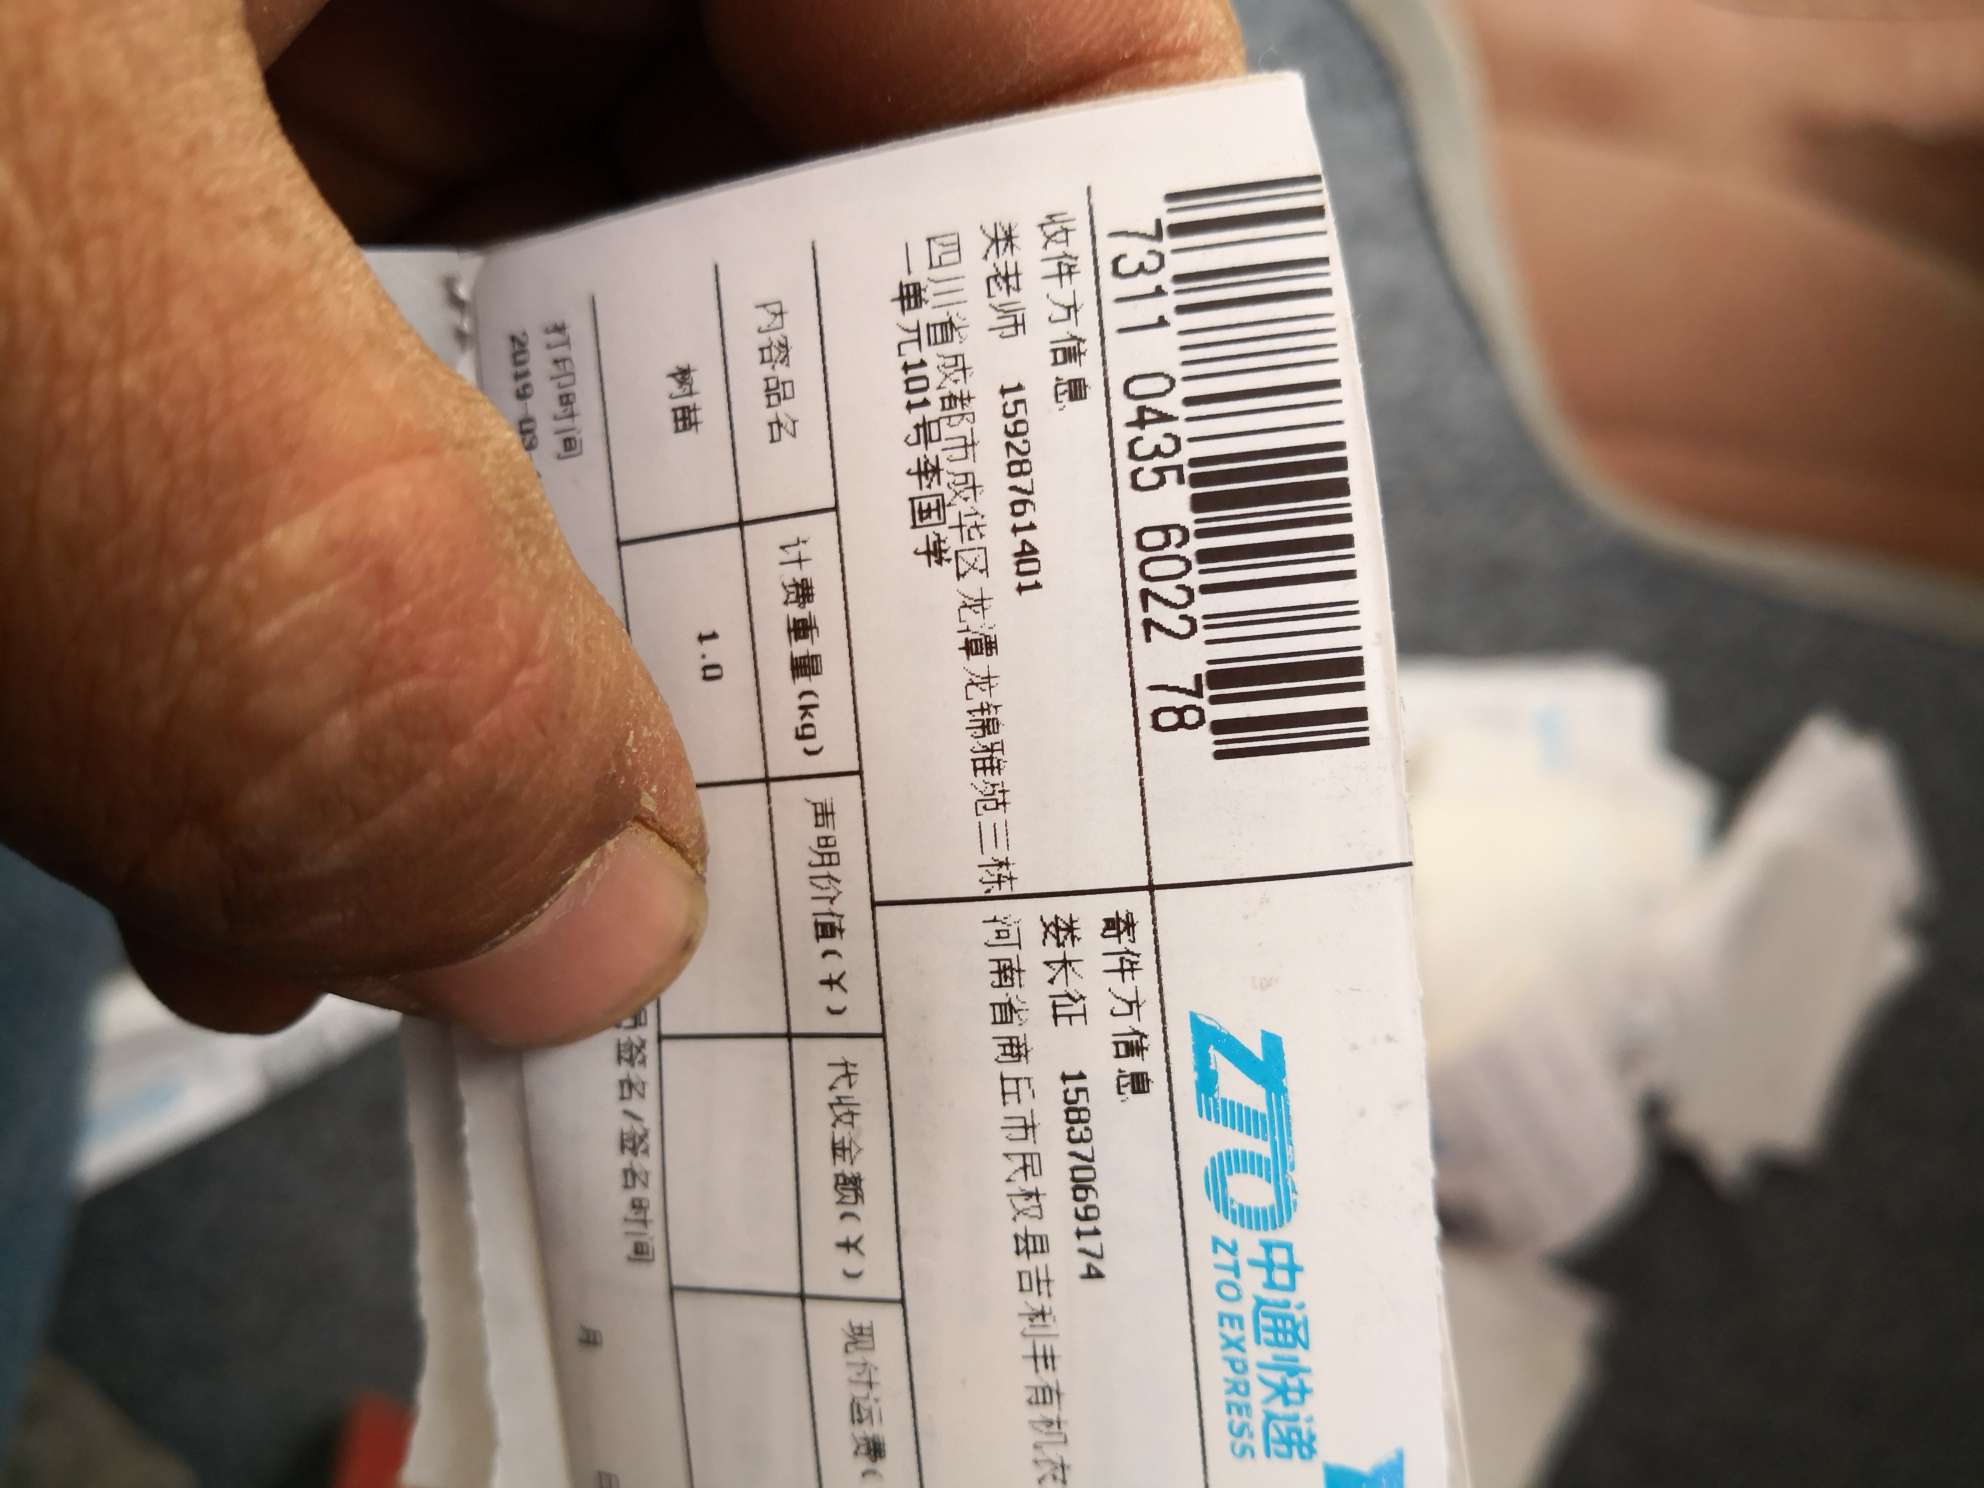 7311 0435 6022 78
ZTO中通快递
ZTO EXPRESS
收件方信息
类老师 15928761401
四川省成都市成华区龙潭龙锦雅苑三栋
一单元101号李国学
寄件方信息
娄长征 15837069174
河南省商丘市民权县吉利丰有机农
内容品名 计费重量(kg) 声明价值(¥) 代收金额(¥) 现付运费(
树苗 1.0
打印时间
签名/签名时间
2019-03
月